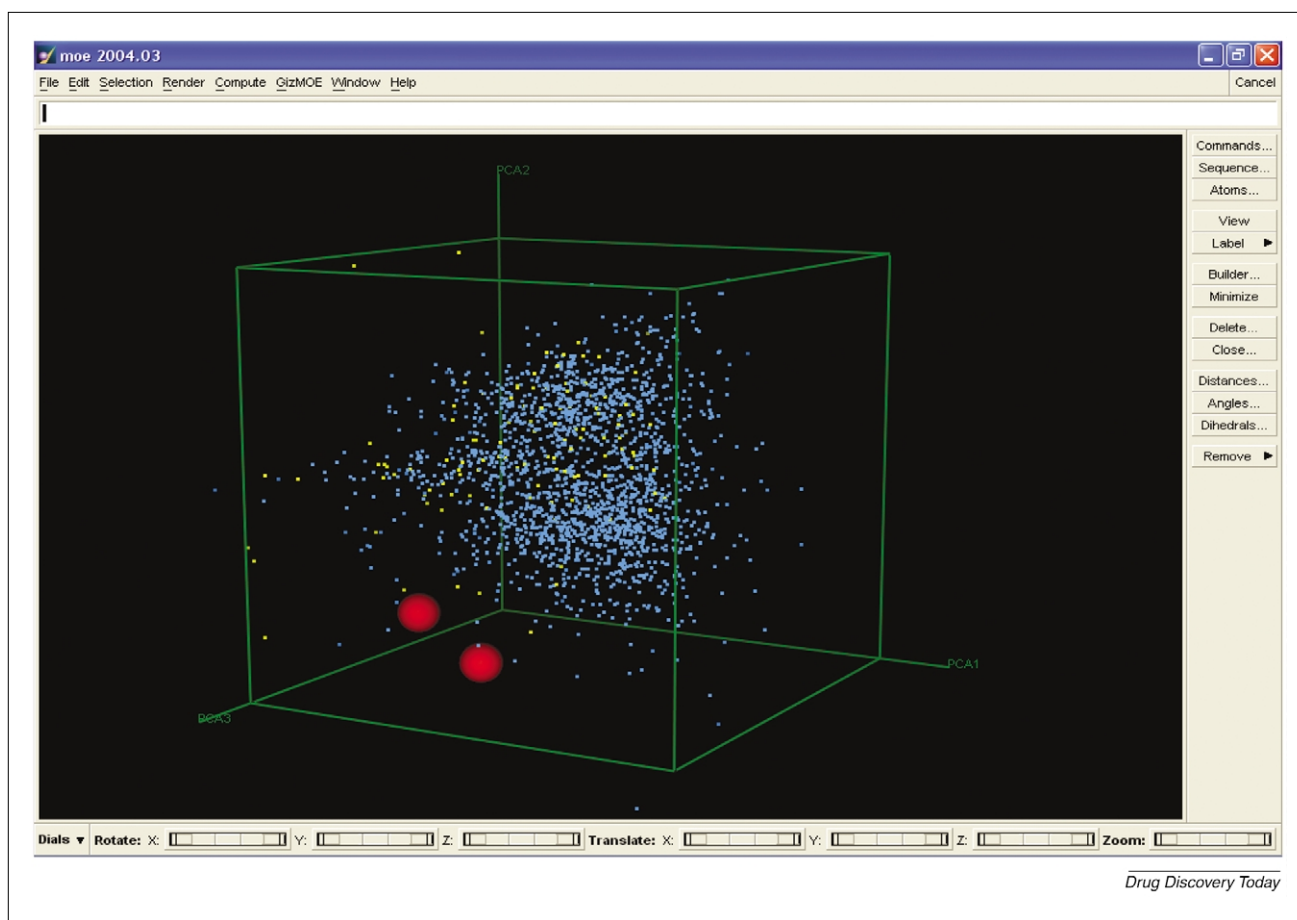 moe 2004.03
File Edit Selection Render Compute GizMOE Window Help
Cancel
PCA2
PCA1
PCA3
Commands...
Sequence...
Atoms...
View
Label
Builder...
Minimize
Delete...
Close...
Distances...
Angles...
Dihedrals...
Remove
Dials Rotate: X: Y: Z: Translate: X: Y: Z: Zoom:
Drug Discovery Today